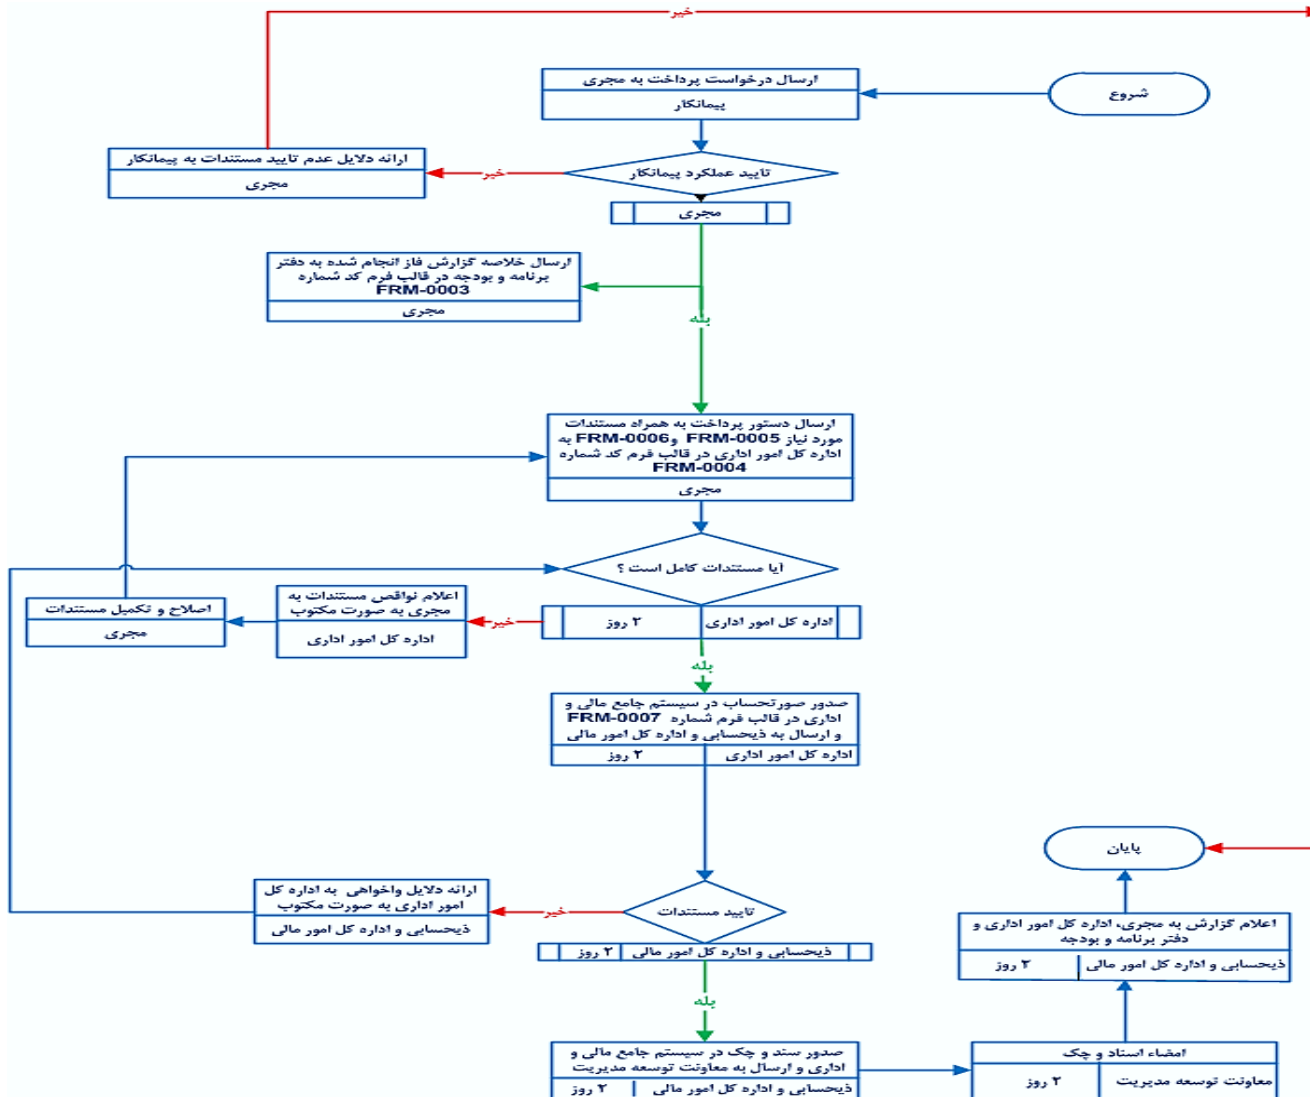 خیر
شروع
ارسال درخواست پرداخت به مجری
پیمانکار
تایید عملکرد پیمانکار
خیر
ارائه دلایل عدم تایید مستندات به پیمانکار
مجری
مجری
ارسال خلاصه گزارش فاز انجام شده به دفتر
برنامه و بودجه در قالب فرم کد شماره
FRM-0003
مجری
بله
ارسال دستور پرداخت به همراه مستندات
مورد نیاز FRM-0005 و FRM-0006 به
اداره کل امور اداری در قالب فرم کد شماره
FRM-0004
مجری
آیا مستندات کامل است ؟
اداره کل امور اداری ۲ روز
خیر
اعلام نواقص مستندات به
مجری به صورت مکتوب
اداره کل امور اداری
اصلاح و تکمیل مستندات
مجری
بله
صدور صورتحساب در سیستم جامع مالی و
اداری در قالب فرم شماره FRM-0007
و ارسال به ذیحسابی و اداره کل امور مالی
اداره کل امور اداری ۲ روز
تایید مستندات
ذیحسابی و اداره کل امور مالی ۲ روز
خیر
ارائه دلایل واخواهی به اداره کل
امور اداری به صورت مکتوب
ذیحسابی و اداره کل امور مالی
بله
صدور سند و چک در سیستم جامع مالی و
اداری و ارسال به معاونت توسعه مدیریت
ذیحسابی و اداره کل امور مالی ۲ روز
امضاء اسناد و چک
معاونت توسعه مدیریت ۲ روز
اعلام گزارش به مجری، اداره کل امور اداری و
دفتر برنامه و بودجه
ذیحسابی و اداره کل امور مالی ۲ روز
پایان